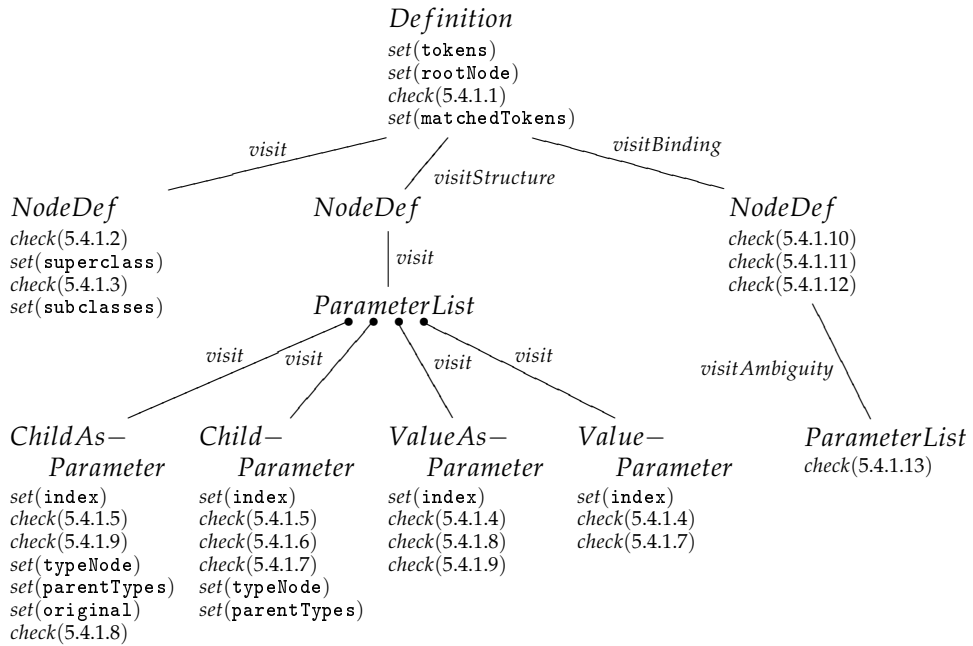 Definition
set(tokens)
set(rootNode)
check(5.4.1.1)
set(matchedTokens)
visit
visitStructure
visitBinding
NodeDef
check(5.4.1.2)
set(superclass)
check(5.4.1.3)
set(subclasses)
NodeDef
visit
ParameterList
NodeDef
check(5.4.1.10)
check(5.4.1.11)
check(5.4.1.12)
visit
visit
visit
visit
visitAmbiguity
ChildAs−
Parameter
set(index)
check(5.4.1.5)
check(5.4.1.9)
set(typeNode)
set(parentTypes)
set(original)
check(5.4.1.8)
Child−
Parameter
set(index)
check(5.4.1.5)
check(5.4.1.6)
check(5.4.1.7)
set(typeNode)
set(parentTypes)
ValueAs−
Parameter
set(index)
check(5.4.1.4)
check(5.4.1.8)
check(5.4.1.9)
Value−
Parameter
set(index)
check(5.4.1.4)
check(5.4.1.7)
ParameterList
check(5.4.1.13)